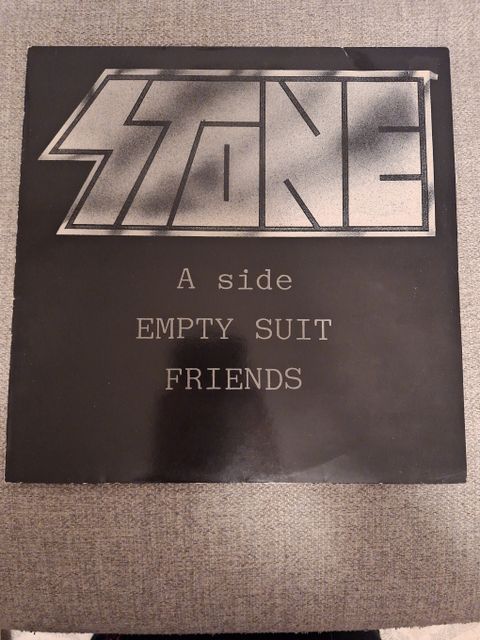 STONE
A side
EMPTY SUIT
FRIENDS